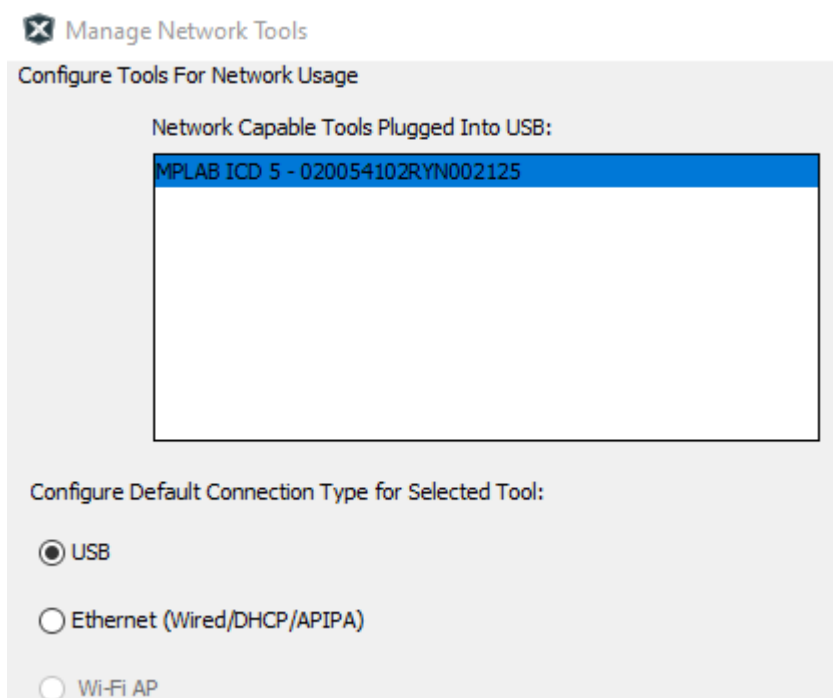 Manage Network Tools
Configure Tools For Network Usage
Network Capable Tools Plugged Into USB:
MPLAB ICD 5 - 020054102RYN002125
Configure Default Connection Type for Selected Tool:
USB
Ethernet (Wired/DHCP/APIPA)
Wi-Fi AP